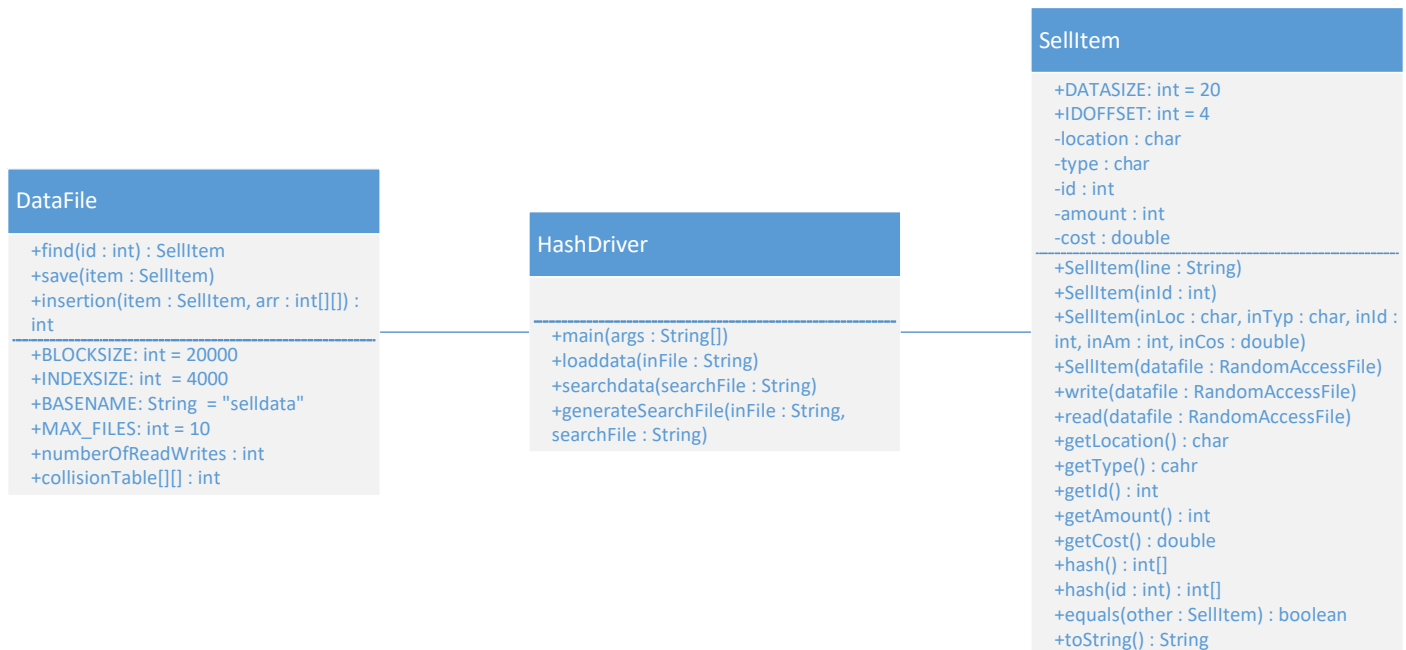 DataFile
+find(id : int) : SellItem
+save(item : SellItem)
+insertion(item : SellItem, arr : int[][]) :
int
+BLOCKSIZE: int = 20000
+INDEXSIZE: int  = 4000
+BASENAME: String  = "selldata"
+MAX_FILES: int = 10
+numberOfReadWrites : int
+collisionTable[][] : int
HashDriver
+main(args : String[])
+loaddata(inFile : String)
+searchdata(searchFile : String)
+generateSearchFile(inFile : String,
searchFile : String)
SellItem
+DATASIZE: int = 20
+IDOFFSET: int = 4
-location : char
-type : char
-id : int
-amount : int
-cost : double
+SellItem(line : String)
+SellItem(inId : int)
+SellItem(inLoc : char, inTyp : char, inId :
int, inAm : int, inCos : double)
+SellItem(datafile : RandomAccessFile)
+write(datafile : RandomAccessFile)
+read(datafile : RandomAccessFile)
+getLocation() : char
+getType() : cahr
+getId() : int
+getAmount() : int
+getCost() : double
+hash() : int[]
+hash(id : int) : int[]
+equals(other : SellItem) : boolean
+toString() : String